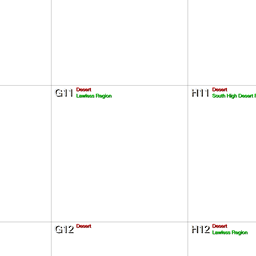 G11 Desert
Lawless Region
H11 Desert
South High Desert
G12 Desert
H12 Desert
Lawless Region